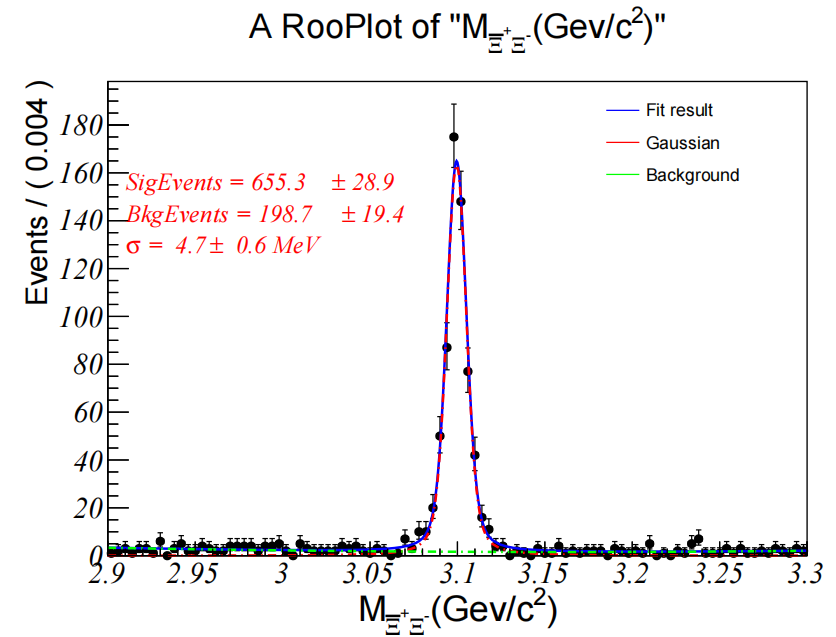 A RooPlot of "M_Ξ̅⁺Ξ⁻(Gev/c²)"
Events / ( 0.004 )
180
160
140
120
100
80
60
40
20
0
SigEvents = 655.3 ± 28.9
BkgEvents = 198.7 ± 19.4
σ = 4.7 ± 0.6 MeV
Fit result
Gaussian
Background
2.9 2.95 3 3.05 3.1 3.15 3.2 3.25 3.3
M_Ξ̅⁺Ξ⁻(Gev/c²)